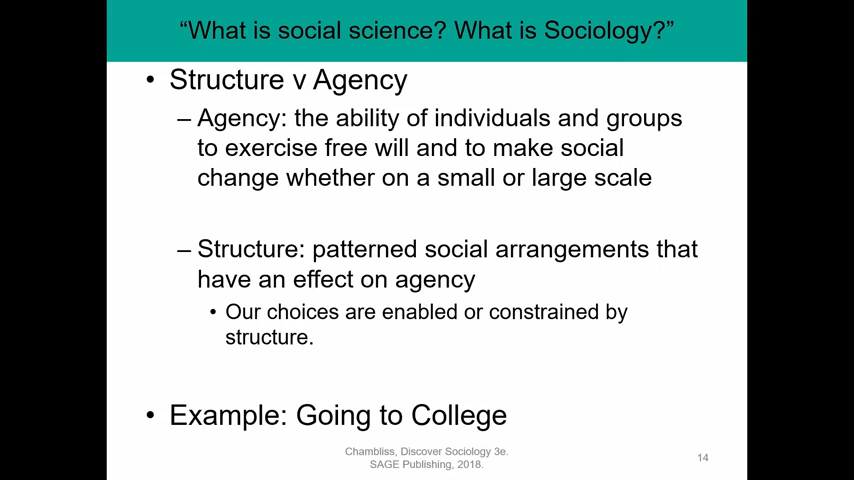 “What is social science? What is Sociology?”
• Structure v Agency
– Agency: the ability of individuals and groups
to exercise free will and to make social
change whether on a small or large scale
– Structure: patterned social arrangements that
have an effect on agency
• Our choices are enabled or constrained by
structure.
• Example: Going to College
Chambliss, Discover Sociology 3e.
SAGE Publishing, 2018.
14